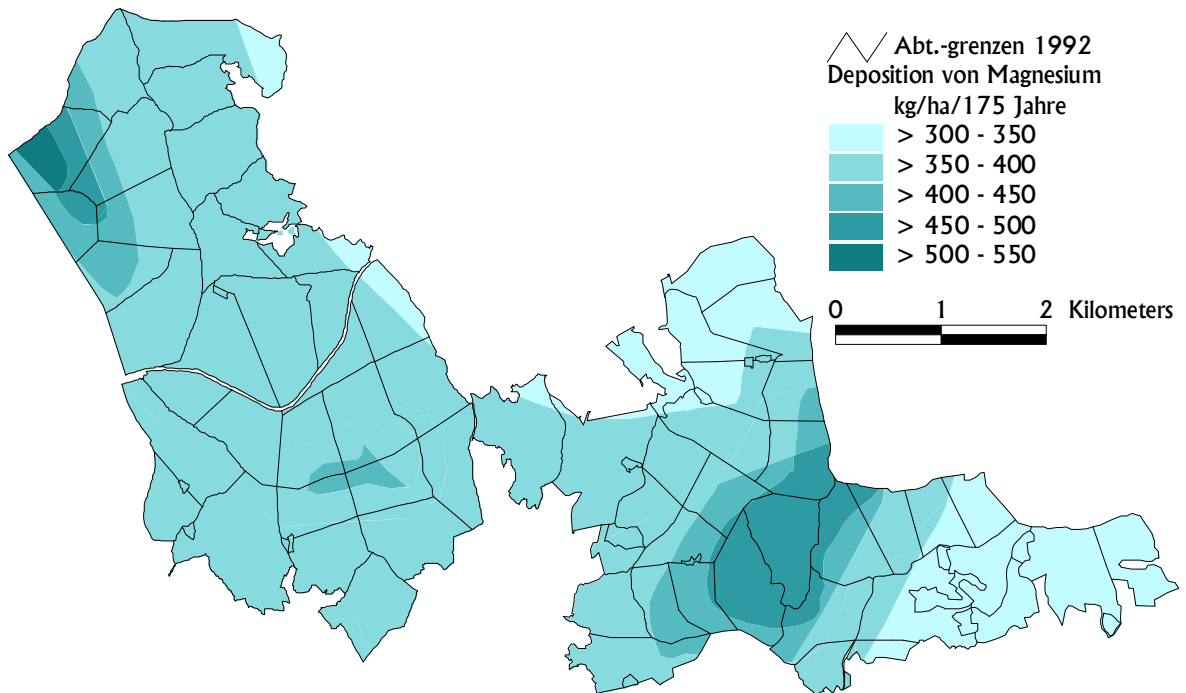 Abt.-grenzen 1992
Deposition von Magnesium
kg/ha/175 Jahre
> 300 - 350
> 350 - 400
> 400 - 450
> 450 - 500
> 500 - 550
0 1 2 Kilometers